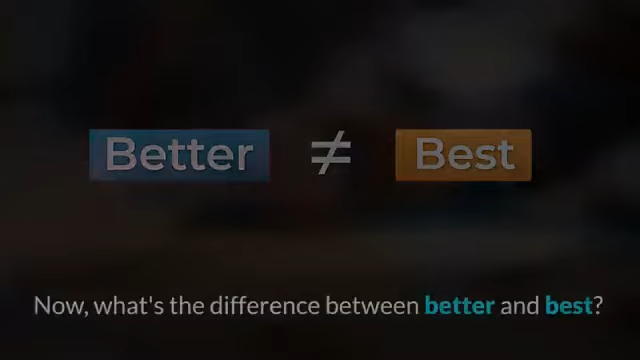 Better ≠ Best
Now, what's the difference between better and best?